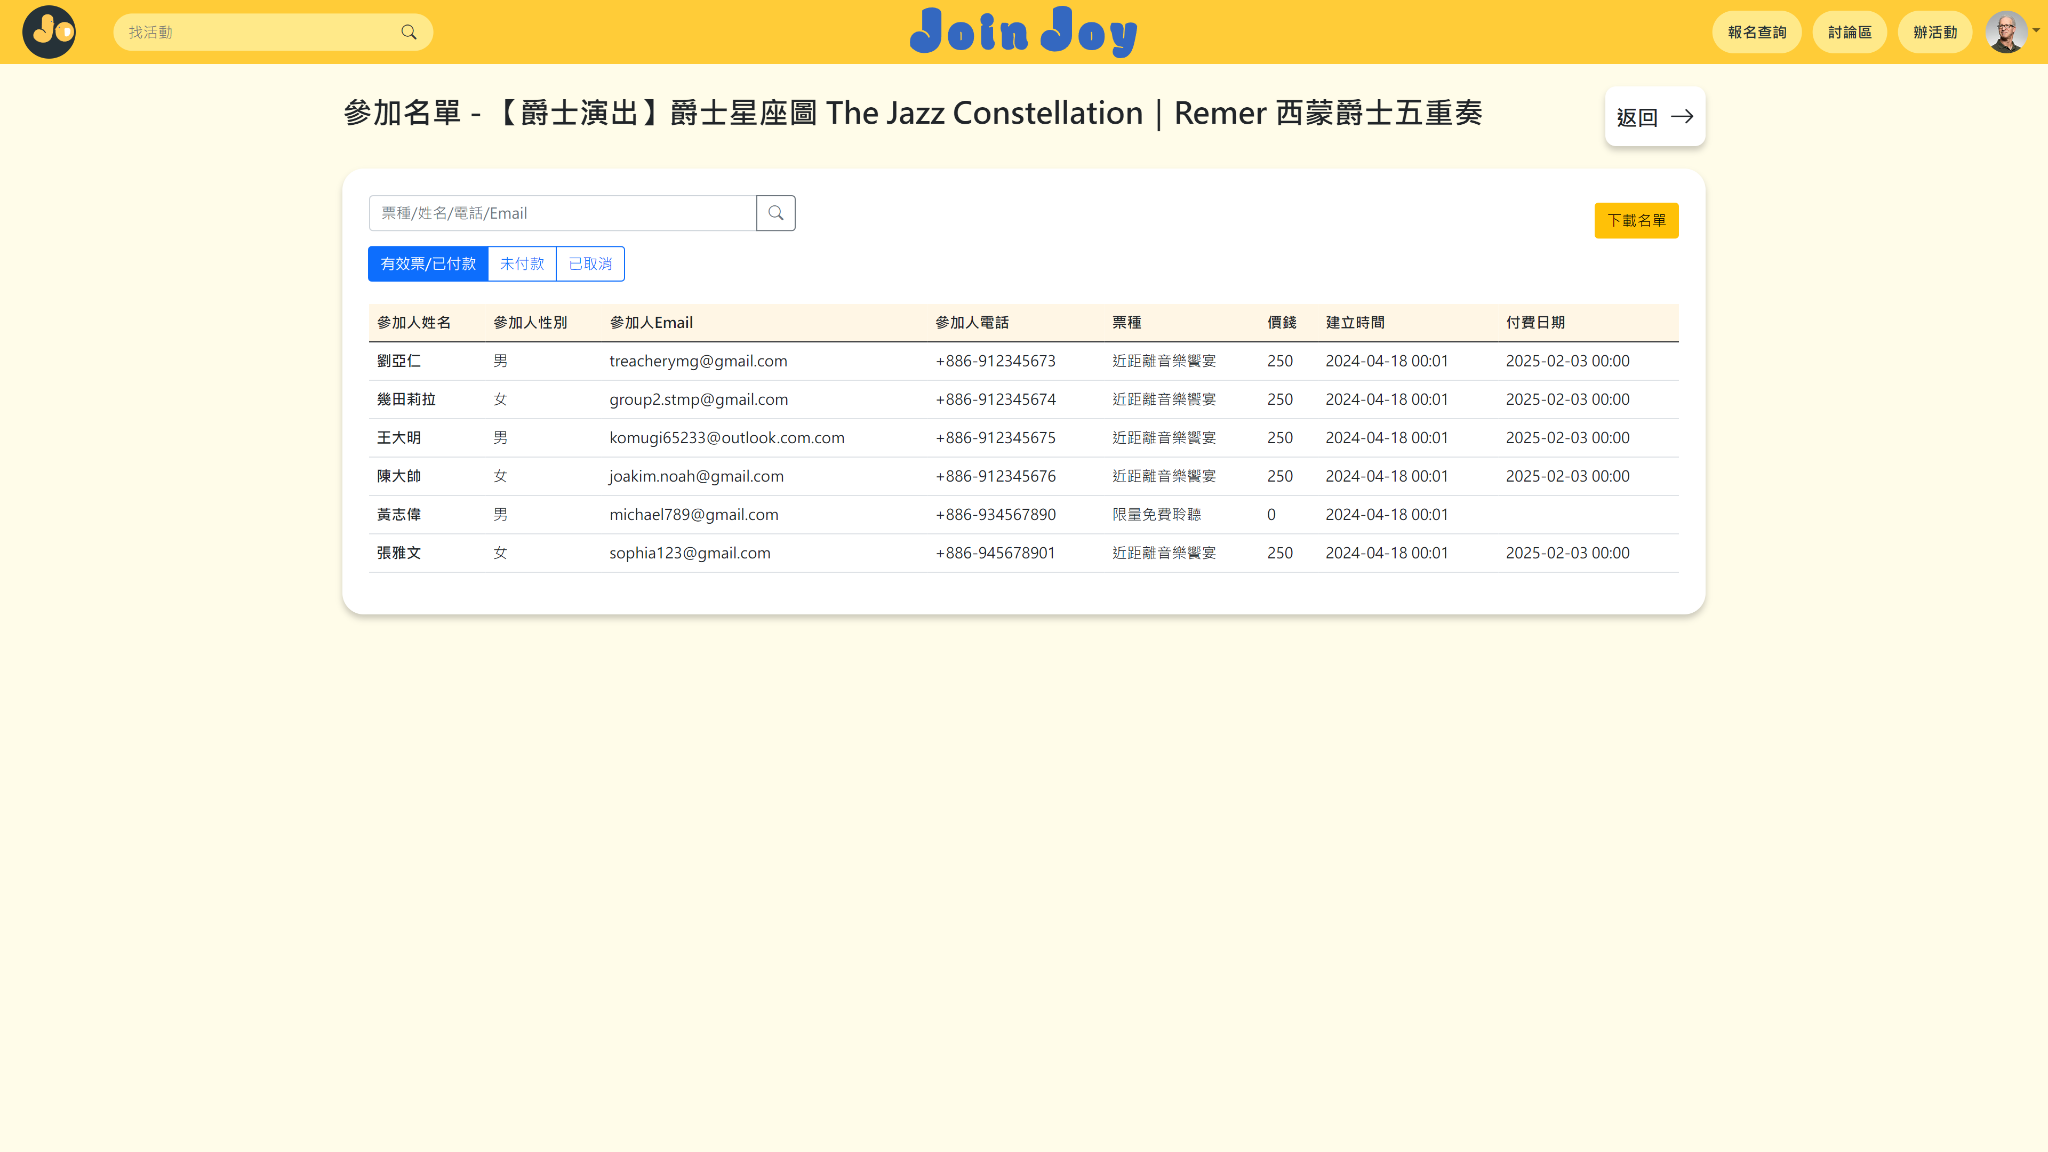 Jo
找活動
Join Joy
報名查詢 討論區 辦活動
參加名單 - 【爵士演出】爵士星座圖 The Jazz Constellation｜Remer 西蒙爵士五重奏
返回 →
票種/姓名/電話/Email
下載名單
有效票/已付款 未付款 已取消
參加人姓名 參加人性別 參加人Email 參加人電話 票種 價錢 建立時間 付費日期
劉亞仁 男 treacherymg@gmail.com +886-912345673 近距離音樂饗宴 250 2024-04-18 00:01 2025-02-03 00:00
幾田莉拉 女 group2.stmp@gmail.com +886-912345674 近距離音樂饗宴 250 2024-04-18 00:01 2025-02-03 00:00
王大明 男 komugi65233@outlook.com.com +886-912345675 近距離音樂饗宴 250 2024-04-18 00:01 2025-02-03 00:00
陳大帥 女 joakim.noah@gmail.com +886-912345676 近距離音樂饗宴 250 2024-04-18 00:01 2025-02-03 00:00
黃志偉 男 michael789@gmail.com +886-934567890 限量免費聆聽 0 2024-04-18 00:01
張雅文 女 sophia123@gmail.com +886-945678901 近距離音樂饗宴 250 2024-04-18 00:01 2025-02-03 00:00